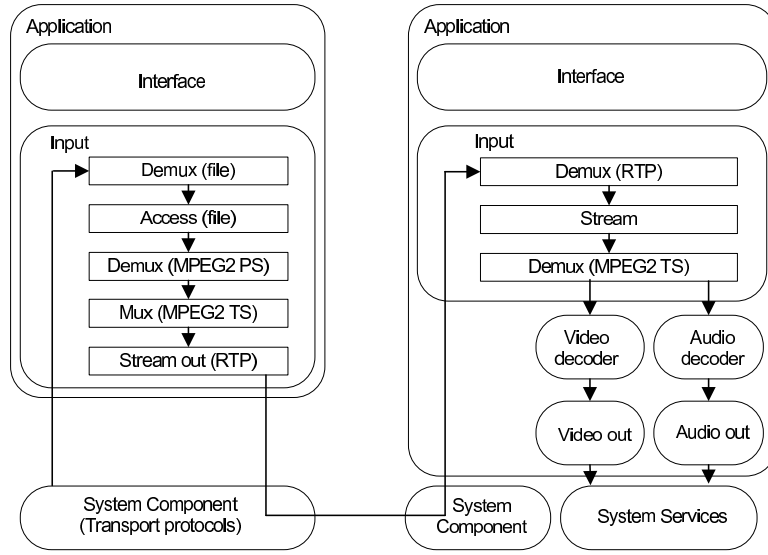 Application
Interface
Input
Demux (file)
Access (file)
Demux (MPEG2 PS)
Mux (MPEG2 TS)
Stream out (RTP)
System Component
(Transport protocols)
Application
Interface
Input
Demux (RTP)
Stream
Demux (MPEG2 TS)
Video
decoder
Audio
decoder
Video out
Audio out
System
Component
System Services